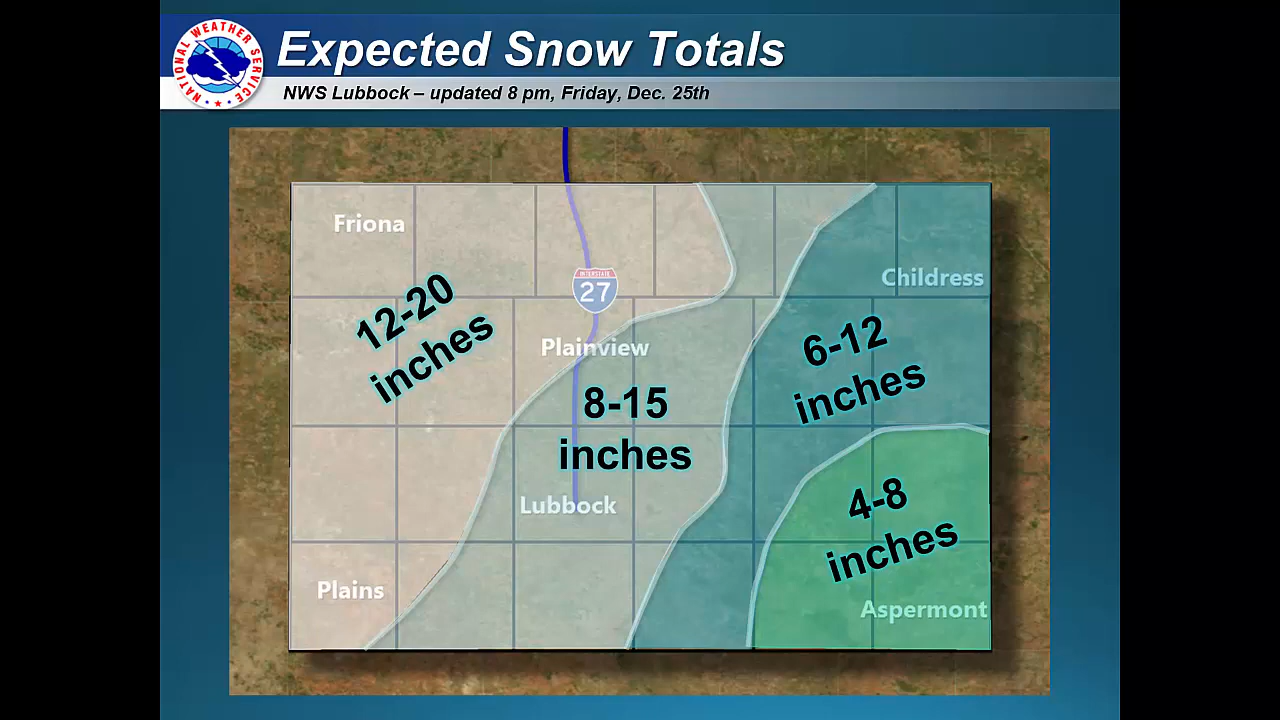 NATIONAL WEATHER SERVICE
Expected Snow Totals
NWS Lubbock – updated 8 pm, Friday, Dec. 25th
Friona
Childress
12-20
inches
INTERSTATE
27
Plainview
6-12
inches
8-15
inches
Lubbock
4-8
inches
Plains
Aspermont